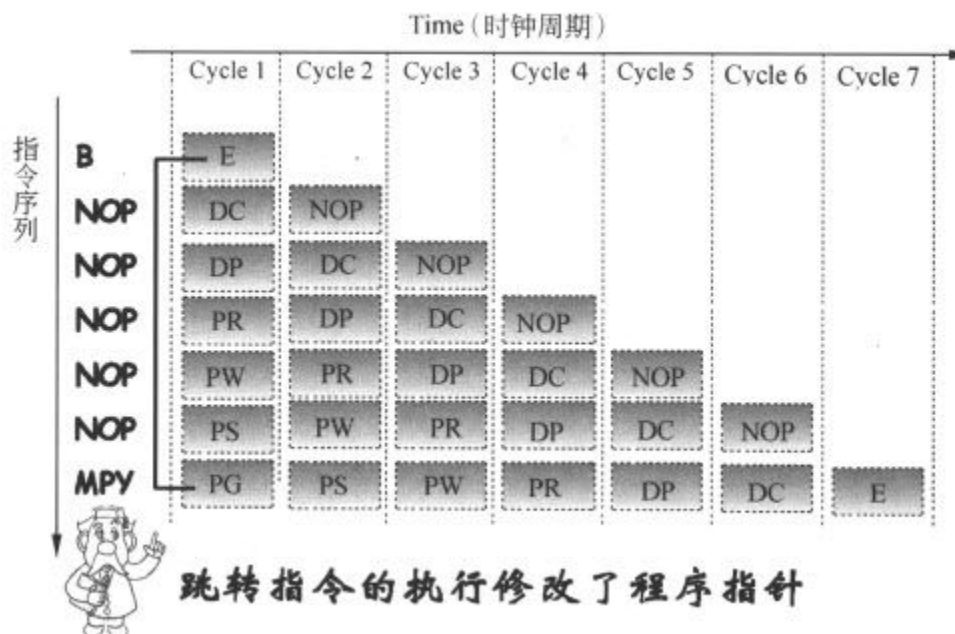 Time (时钟周期)
Cycle 1 Cycle 2 Cycle 3 Cycle 4 Cycle 5 Cycle 6 Cycle 7
指令序列
B E
NOP DC NOP
NOP DP DC NOP
NOP PR DP DC NOP
NOP PW PR DP DC NOP
NOP PS PW PR DP DC NOP
MPY PG PS PW PR DP DC E
跳转指令的执行修改了程序指针